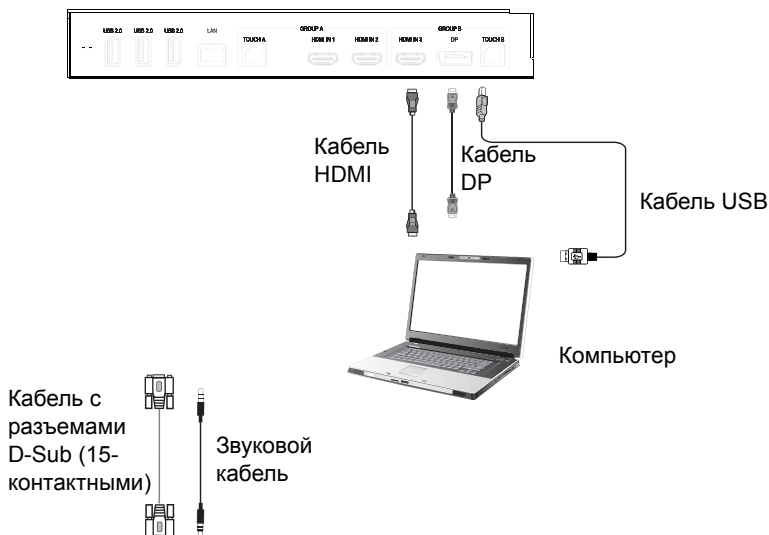 GROUP A GROUP B
USB 2.0 USB 2.0 USB 2.0 LAN TOUCH A HDMI IN 1 HDMI IN 2 HDMI IN 3 DP TOUCH B
Кабель
HDMI
Кабель
DP
Кабель USB
Компьютер
Кабель с
разъемами
D-Sub (15-
контактными)
Звуковой
кабель